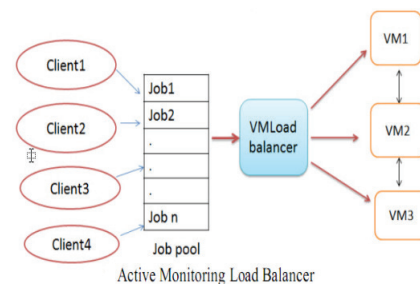 Client1
Client2
Client3
Client4
Job1
Job2
.
.
.
Job n
Job pool
VMLoad
balancer
VM1
VM2
VM3
Active Monitoring Load Balancer